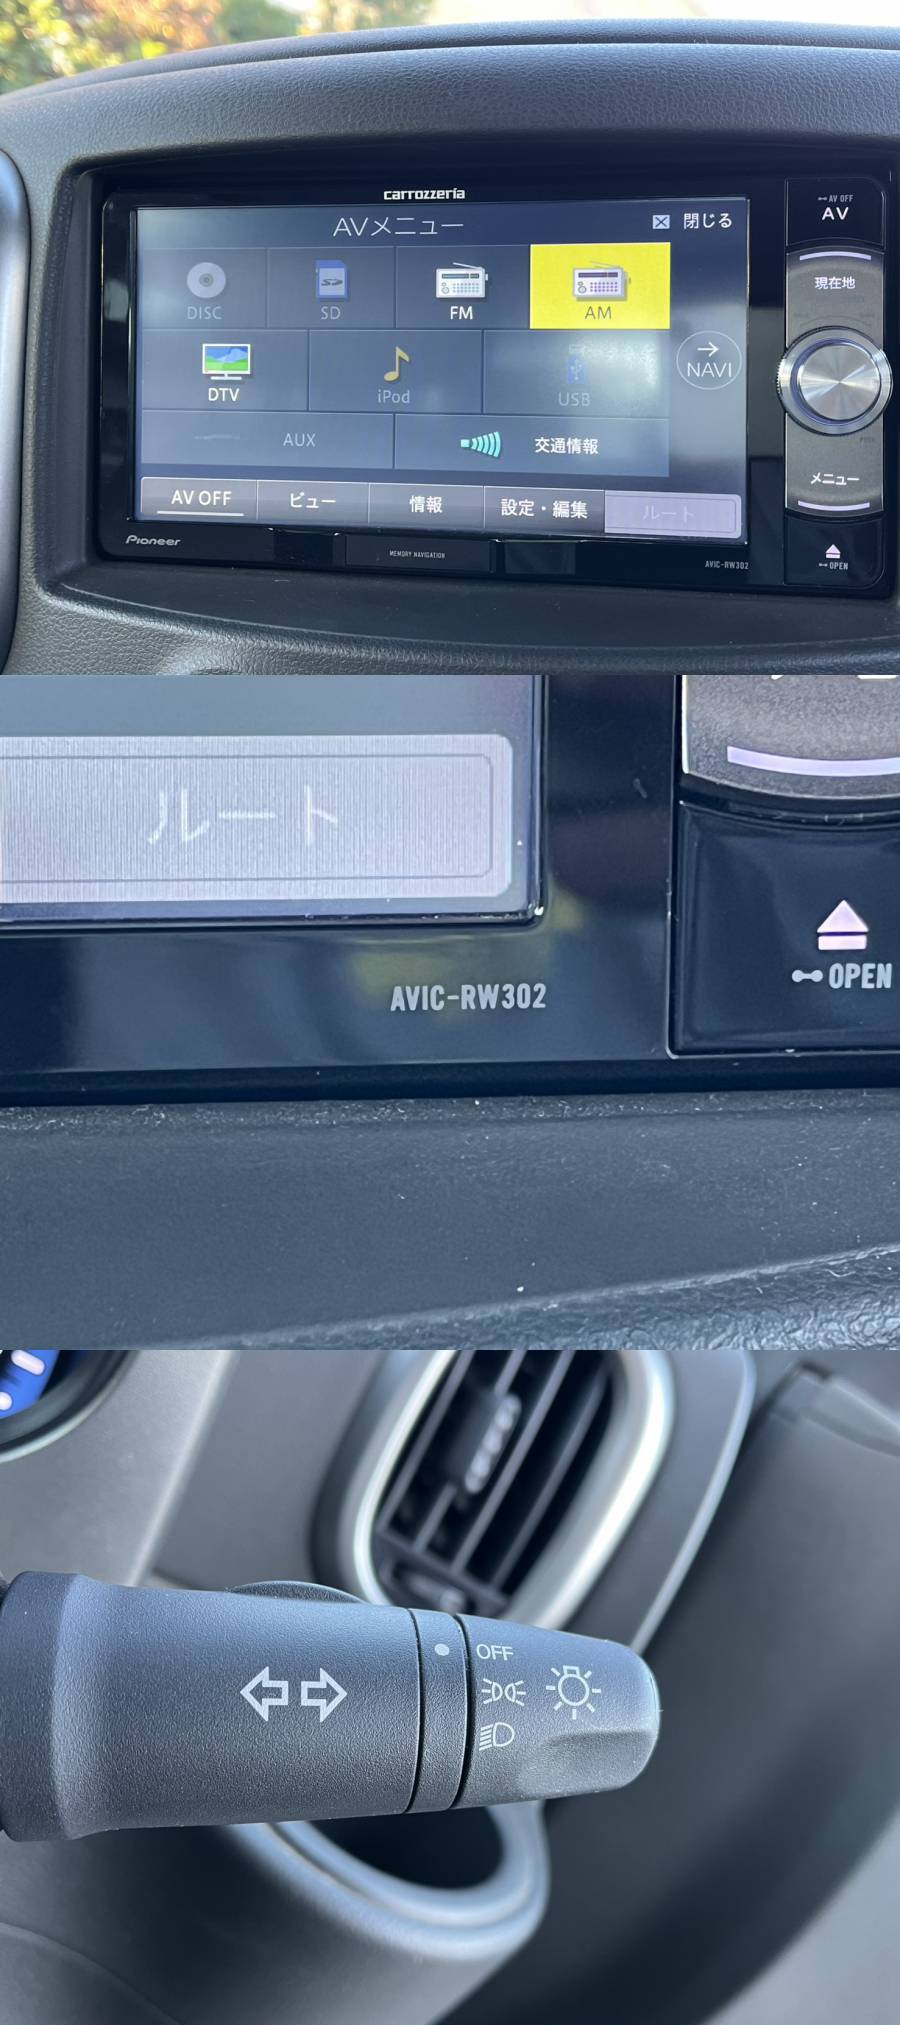 carrozzeria
AVメニュー
閉じる
DISC
SD
FM
AM
DTV
iPod
USB
→
NAVI
AUX
交通情報
AV OFF
ビュー
情報
設定・編集
ルート
Pioneer
MEMORY NAVIGATION
AVIC-RW302
AV OFF
AV
現在地
メニュー
OPEN
ルート
AVIC-RW302
OPEN
OFF